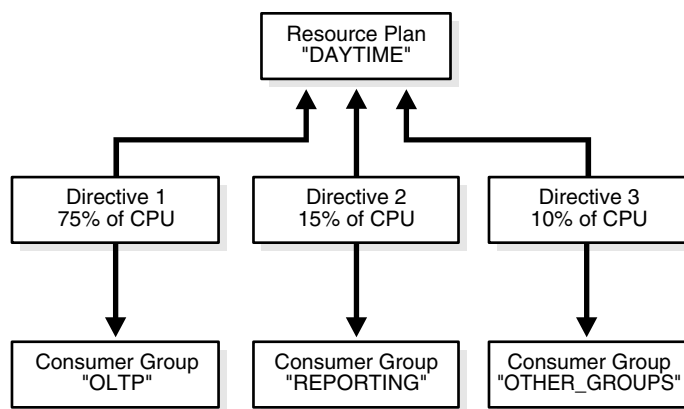 Resource Plan
"DAYTIME"
Directive 1
75% of CPU
Directive 2
15% of CPU
Directive 3
10% of CPU
Consumer Group
"OLTP"
Consumer Group
"REPORTING"
Consumer Group
"OTHER_GROUPS"